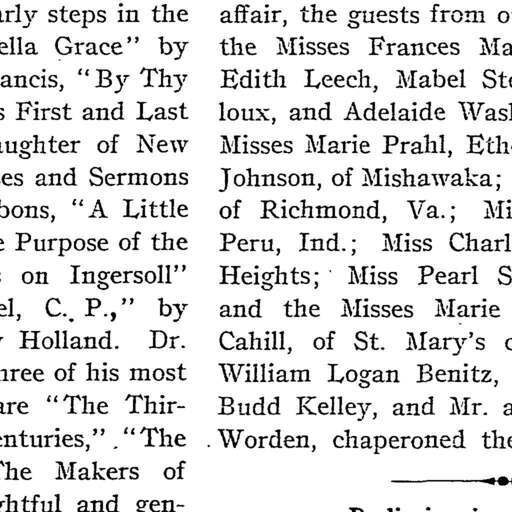 arly steps in the
ella Grace" by
ancis, "By Thy
s First and Last
aughter of New
es and Sermons
bons, "A Little
e Purpose of the
s on Ingersoll"
el, C. P.," by
y Holland. Dr.
hree of his most
are "The Thir-
enturies," "The
The Makers of
ghtful and gen-
affair, the guests from o
the Misses Frances Ma
Edith Leech, Mabel Ste
loux, and Adelaide Wash
Misses Marie Prahl, Eth
Johnson, of Mishawaka;
of Richmond, Va.; Mi
Peru, Ind.; Miss Charl
Heights; Miss Pearl S
and the Misses Marie
Cahill, of St. Mary's c
William Logan Benitz,
Budd Kelley, and Mr. a
Worden, chaperoned the